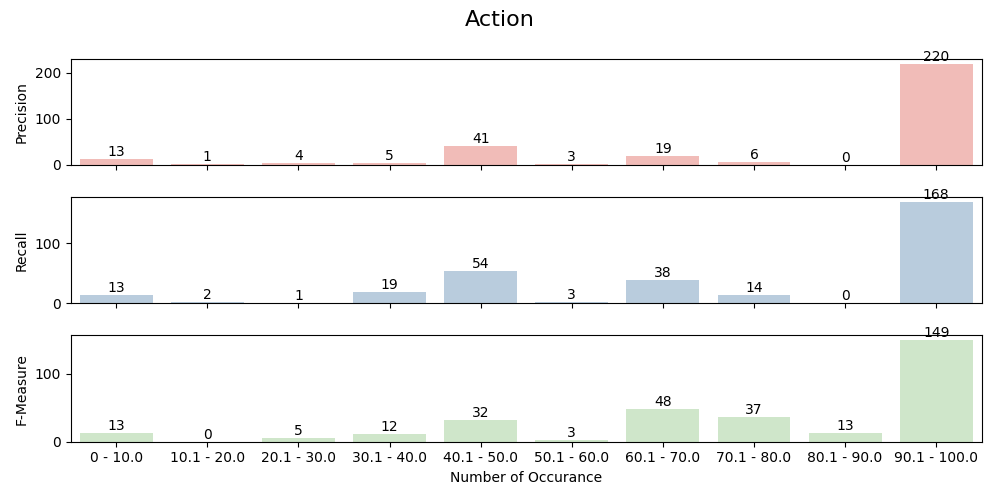 Action
Precision
200
100
0
13 1 4 5 41 3 19 6 0 220
Recall
100
0
13 2 1 19 54 3 38 14 0 168
F-Measure
100
0
13 0 5 12 32 3 48 37 13 149
0 - 10.0 10.1 - 20.0 20.1 - 30.0 30.1 - 40.0 40.1 - 50.0 50.1 - 60.0 60.1 - 70.0 70.1 - 80.0 80.1 - 90.0 90.1 - 100.0
Number of Occurance